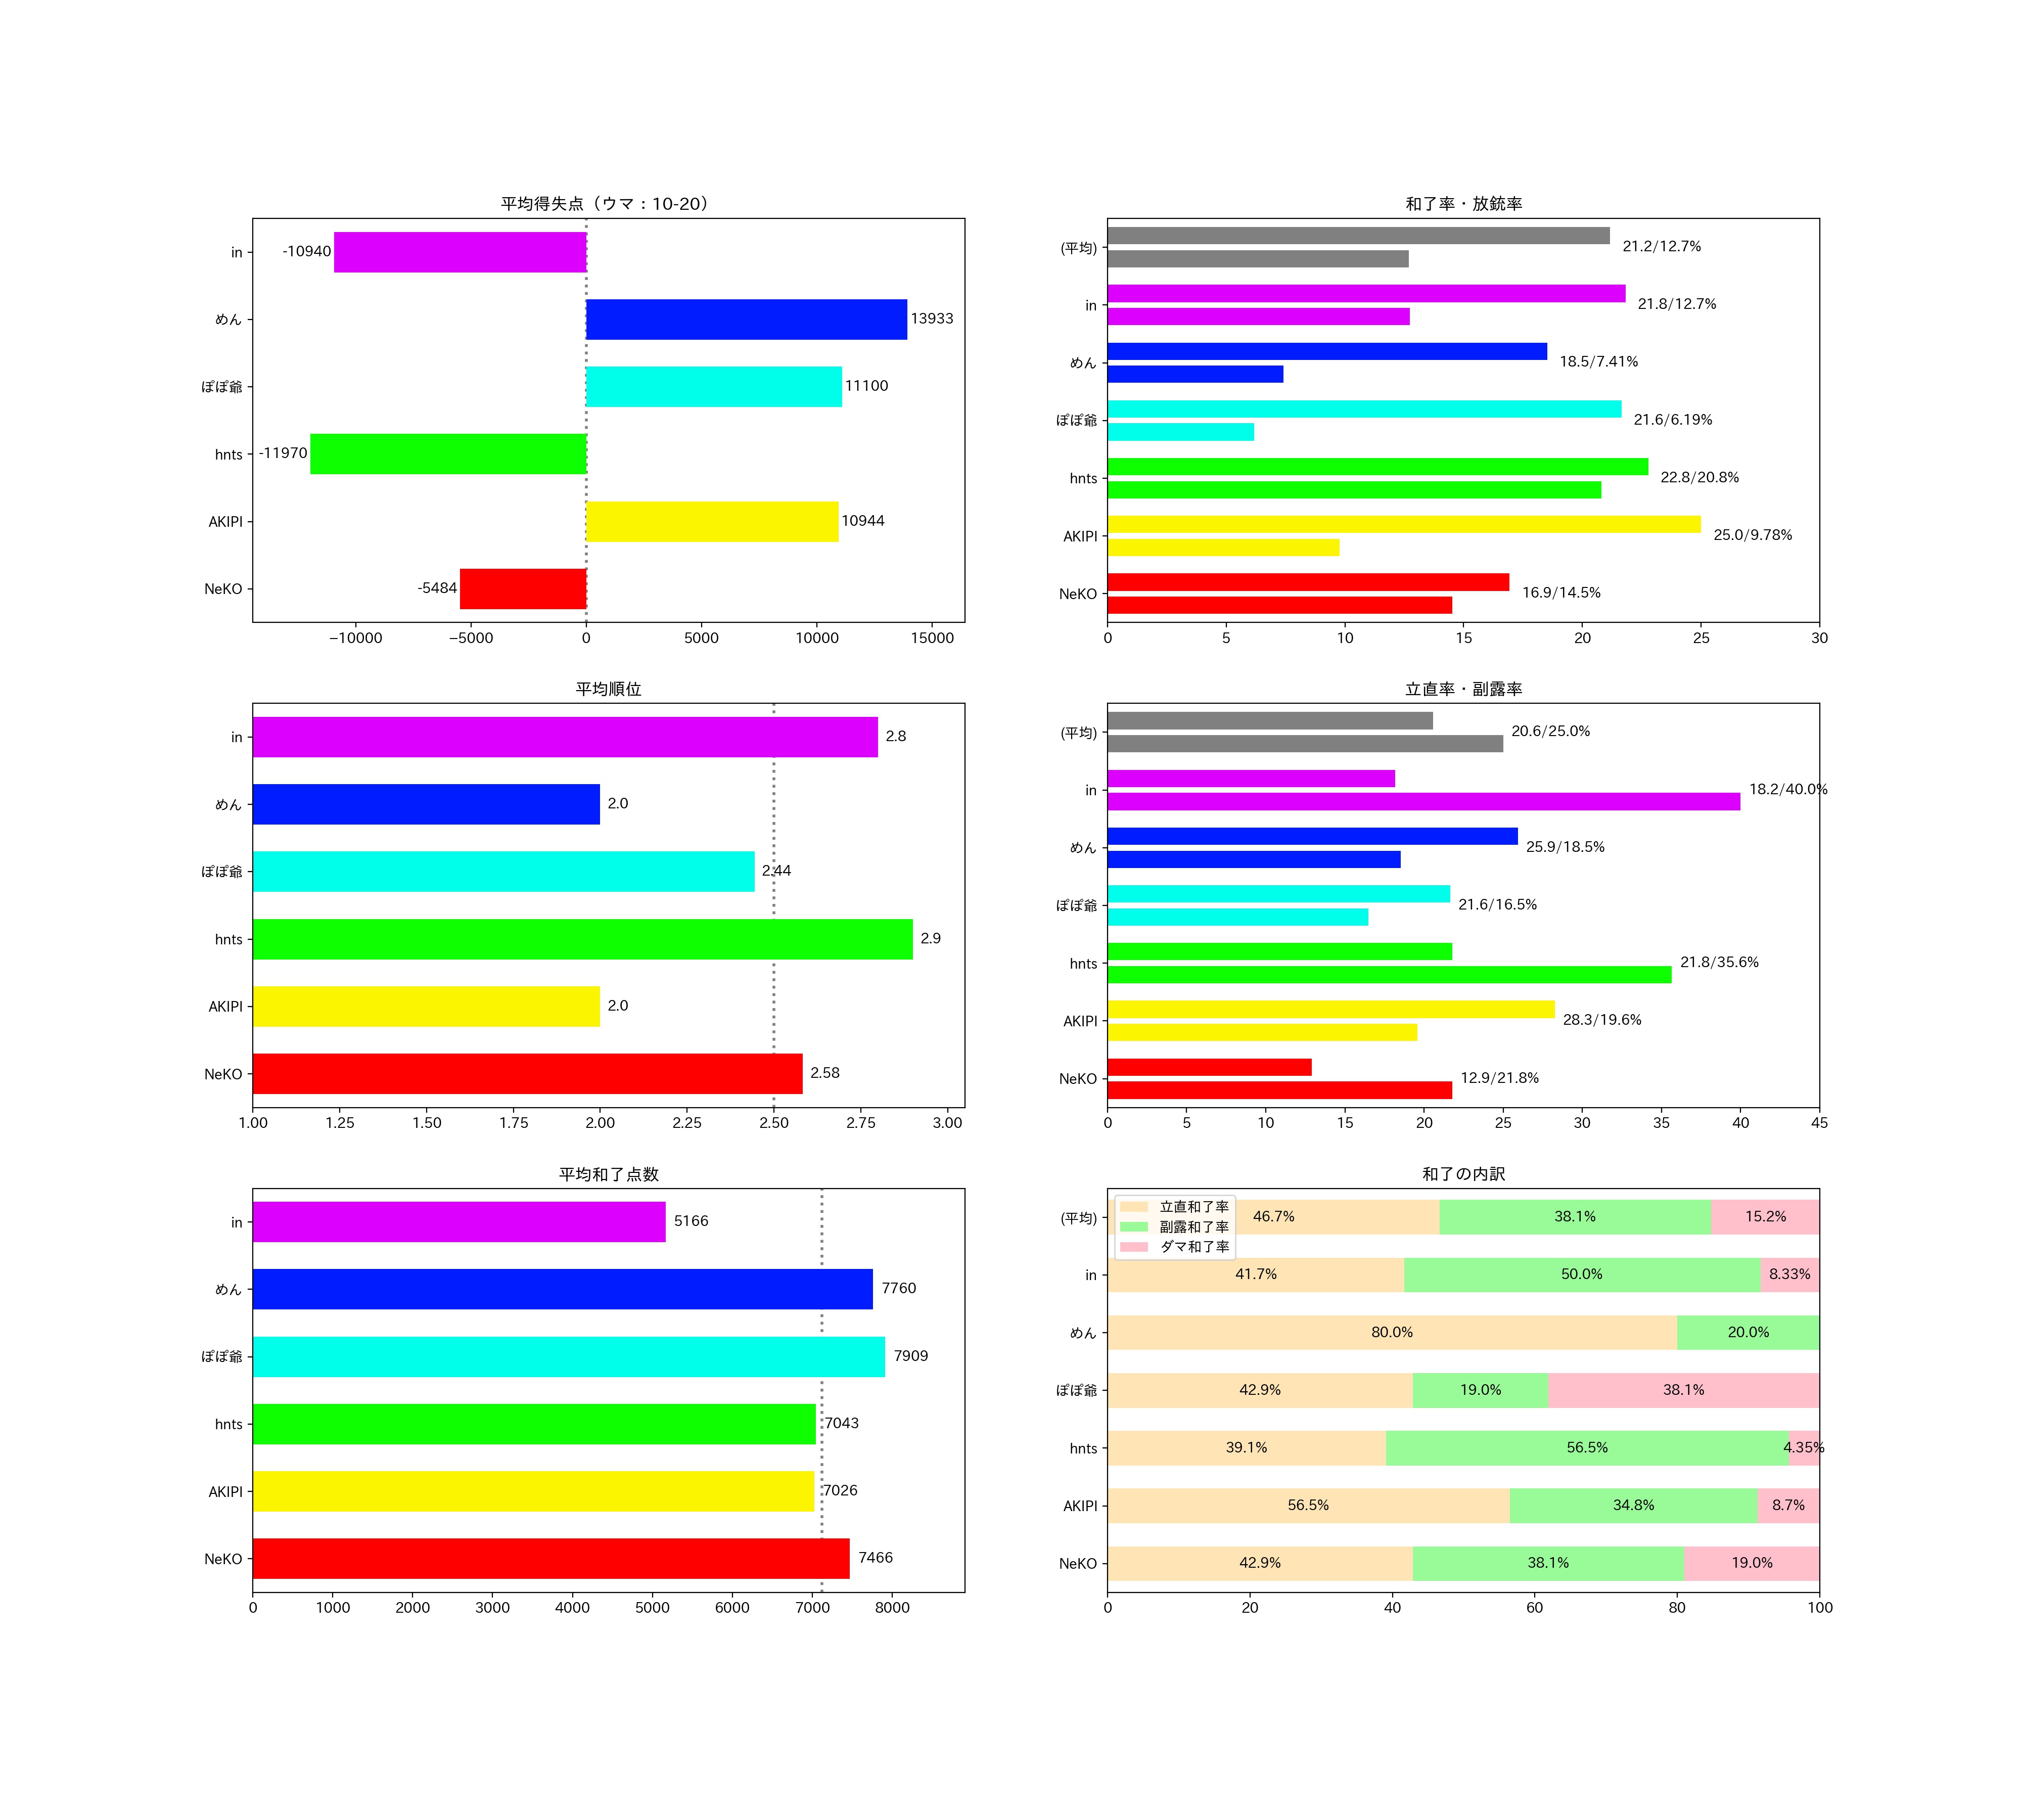 平均得失点（ウマ：10-20）
in
-10940
めん
13933
ぽぽ爺
11100
hnts
-11970
AKIPI
10944
NeKO
-5484
−10000 −5000 0 5000 10000 15000
和了率・放銃率
(平均)
21.2/12.7%
in
21.8/12.7%
めん
18.5/7.41%
ぽぽ爺
21.6/6.19%
hnts
22.8/20.8%
AKIPI
25.0/9.78%
NeKO
16.9/14.5%
0 5 10 15 20 25 30
平均順位
in
2.8
めん
2.0
ぽぽ爺
2.44
hnts
2.9
AKIPI
2.0
NeKO
2.58
1.00 1.25 1.50 1.75 2.00 2.25 2.50 2.75 3.00
立直率・副露率
(平均)
20.6/25.0%
in
18.2/40.0%
めん
25.9/18.5%
ぽぽ爺
21.6/16.5%
hnts
21.8/35.6%
AKIPI
28.3/19.6%
NeKO
12.9/21.8%
0 5 10 15 20 25 30 35 40 45
平均和了点数
in
5166
めん
7760
ぽぽ爺
7909
hnts
7043
AKIPI
7026
NeKO
7466
0 1000 2000 3000 4000 5000 6000 7000 8000
和了の内訳
立直和了率
副露和了率
ダマ和了率
(平均)
46.7% 38.1% 15.2%
in
41.7% 50.0% 8.33%
めん
80.0% 20.0%
ぽぽ爺
42.9% 19.0% 38.1%
hnts
39.1% 56.5% 4.35%
AKIPI
56.5% 34.8% 8.7%
NeKO
42.9% 38.1% 19.0%
0 20 40 60 80 100